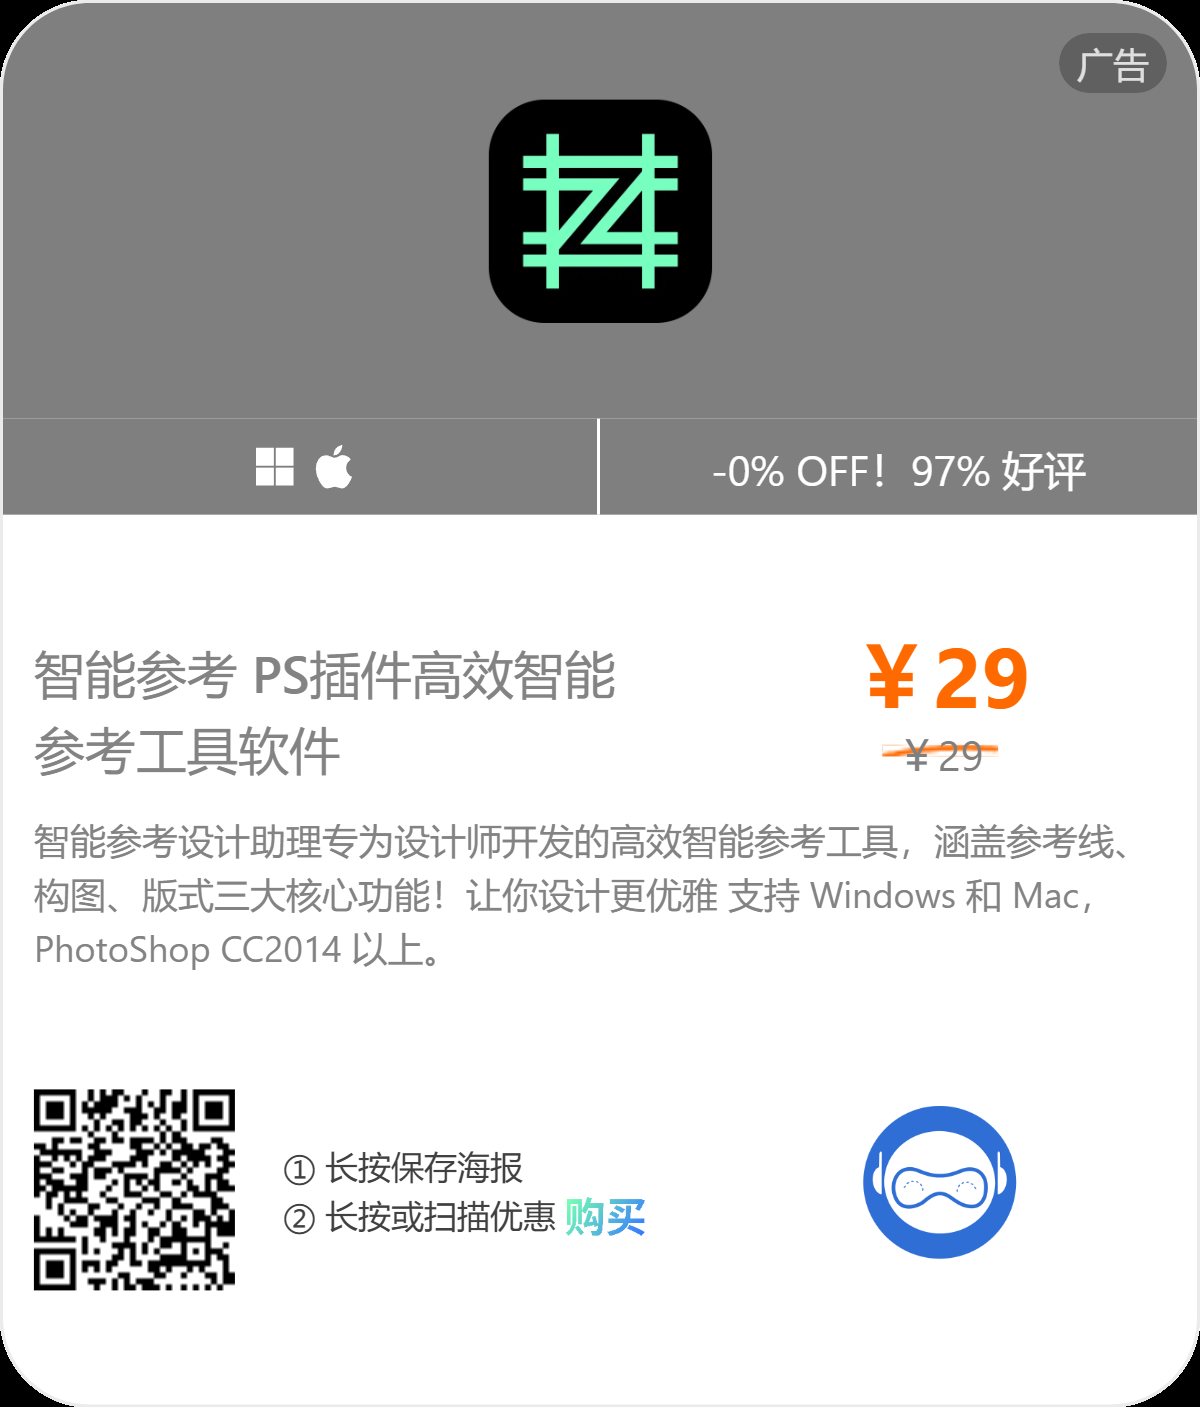 广告
-0% OFF！97% 好评
智能参考 PS插件高效智能
参考工具软件
¥29
¥29
智能参考设计助理专为设计师开发的高效智能参考工具，涵盖参考线、
构图、版式三大核心功能！让你设计更优雅 支持 Windows 和 Mac，
PhotoShop CC2014 以上。
① 长按保存海报
② 长按或扫描优惠 购买